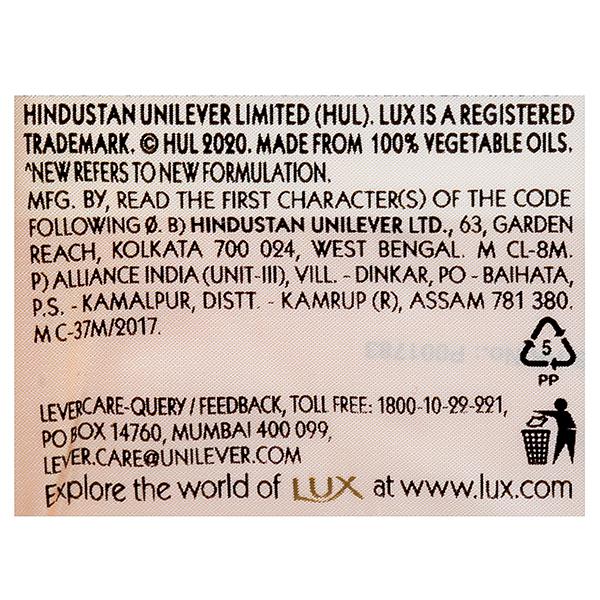 HINDUSTAN UNILEVER LIMITED (HUL). LUX IS A REGISTERED
TRADEMARK. © HUL 2020. MADE FROM 100% VEGETABLE OILS.
^NEW REFERS TO NEW FORMULATION.
MFG. BY, READ THE FIRST CHARACTER(S) OF THE CODE
FOLLOWING Ø. B) HINDUSTAN UNILEVER LTD., 63, GARDEN
REACH, KOLKATA 700 024, WEST BENGAL. M CL-8M.
P) ALLIANCE INDIA (UNIT-III), VILL. - DINKAR, PO - BAIHATA,
P.S. - KAMALPUR, DISTT. - KAMRUP (R), ASSAM 781 380.
M C-37M/2017.
5
PP
LEVERCARE-QUERY / FEEDBACK, TOLL FREE: 1800-10-22-221,
PO BOX 14760, MUMBAI 400 099,
LEVER.CARE@UNILEVER.COM
Explore the world of LUX at www.lux.com